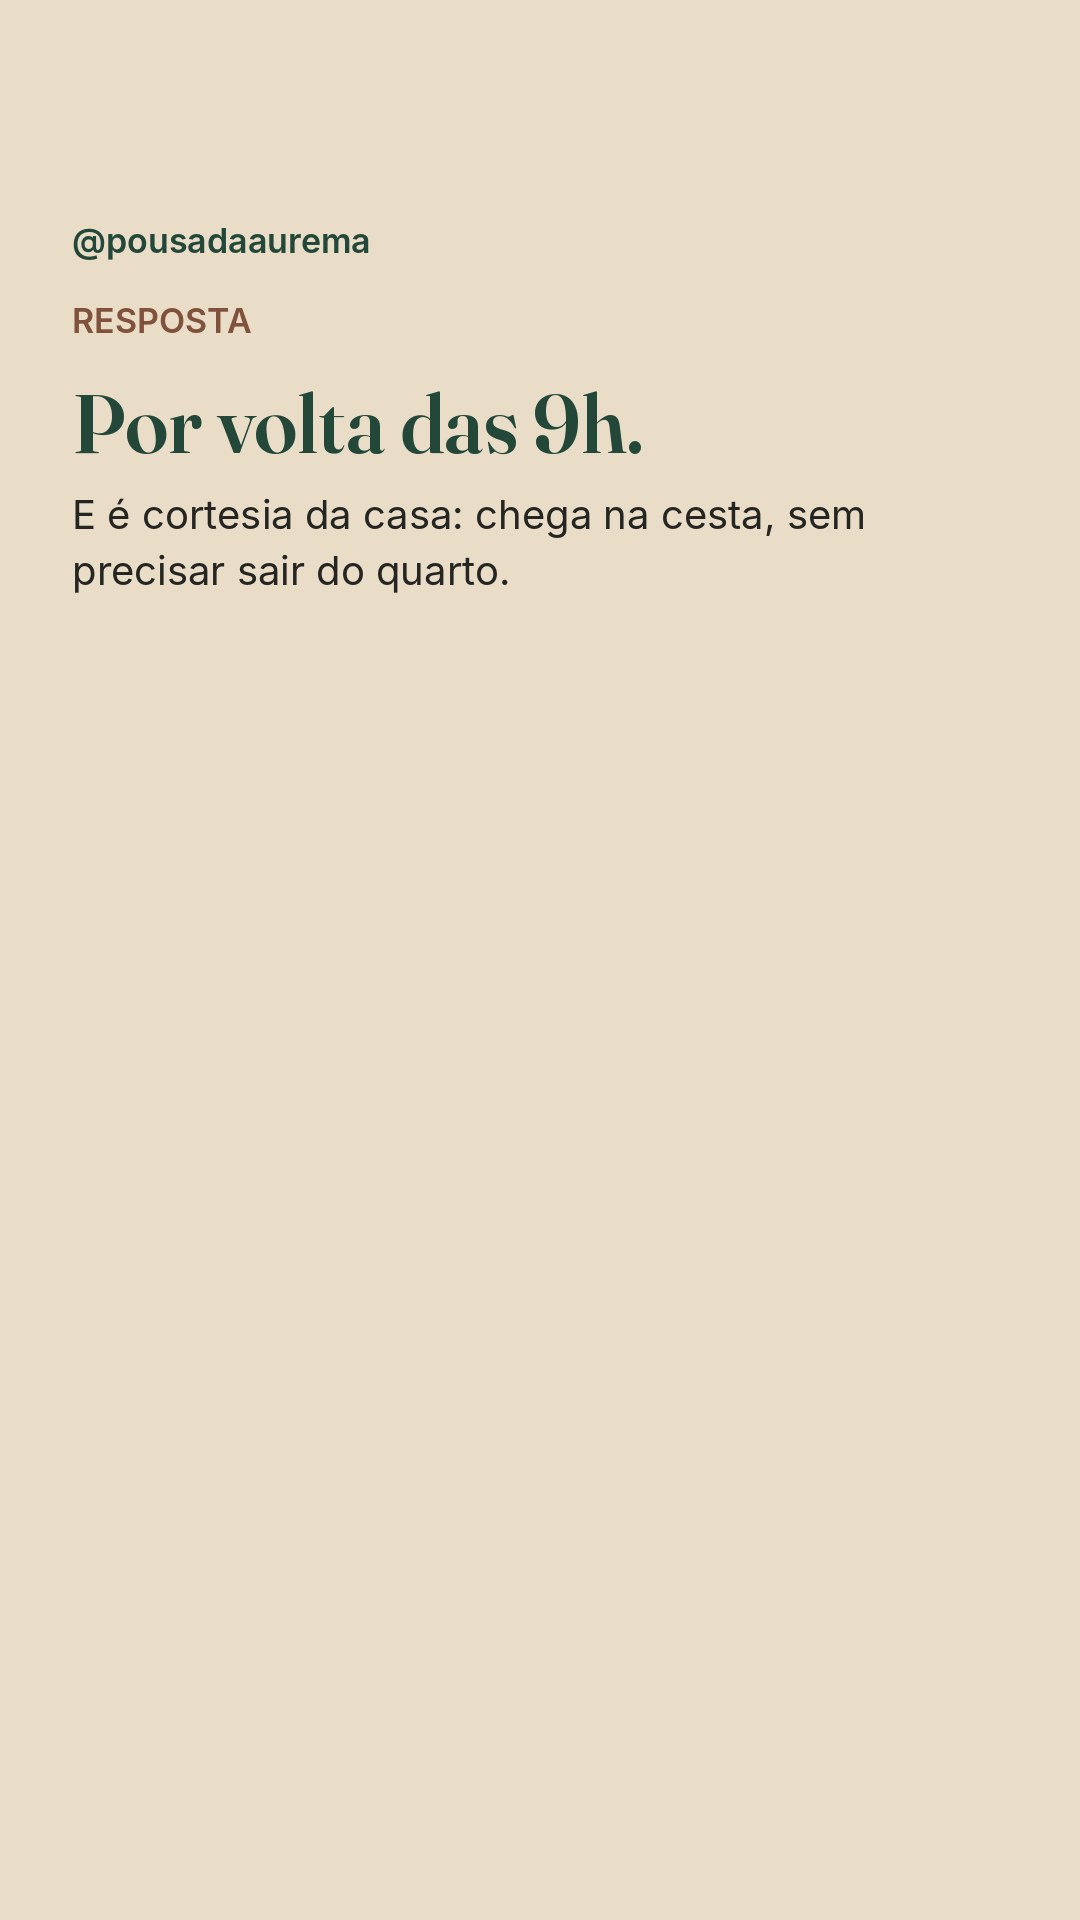 @pousadaaurema
RESPOSTA
Por volta das 9h.
E é cortesia da casa: chega na cesta, sem
precisar sair do quarto.